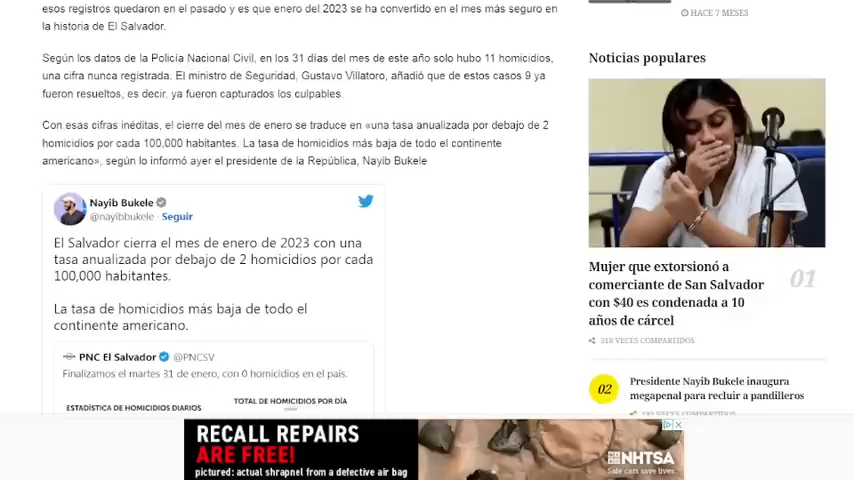 esos registros quedaron en el pasado y es que enero del 2023 se ha convertido en el mes más seguro en
la historia de El Salvador.
Según los datos de la Policía Nacional Civil, en los 31 días del mes de este año solo hubo 11 homicidios,
una cifra nunca registrada. El ministro de Seguridad, Gustavo Villatoro, añadió que de estos casos 9 ya
fueron resueltos, es decir, ya fueron capturados los culpables.
Con esas cifras inéditas, el cierre del mes de enero se traduce en «una tasa anualizada por debajo de 2
homicidios por cada 100,000 habitantes. La tasa de homicidios más baja de todo el continente
americano», según lo informó ayer el presidente de la República, Nayib Bukele
Nayib Bukele
@nayibbukele · Seguir
El Salvador cierra el mes de enero de 2023 con una
tasa anualizada por debajo de 2 homicidios por cada
100,000 habitantes.
La tasa de homicidios más baja de todo el
continente americano.
PNC El Salvador @PNCSV
Finalizamos el martes 31 de enero, con 0 homicidios en el país.
ESTADÍSTICA DE HOMICIDIOS DIARIOS
TOTAL DE HOMICIDIOS POR DÍA
HACE 7 MESES
Noticias populares
Mujer que extorsionó a
comerciante de San Salvador
con $40 es condenada a 10
años de cárcel
01
318 VECES COMPARTIDOS
02
Presidente Nayib Bukele inaugura
megapenal para recluir a pandilleros
VECES COMPARTIDOS
RECALL REPAIRS
ARE FREE!
pictured: actual shrapnel from a defective air bag
NHTSA
Safe cars save lives.